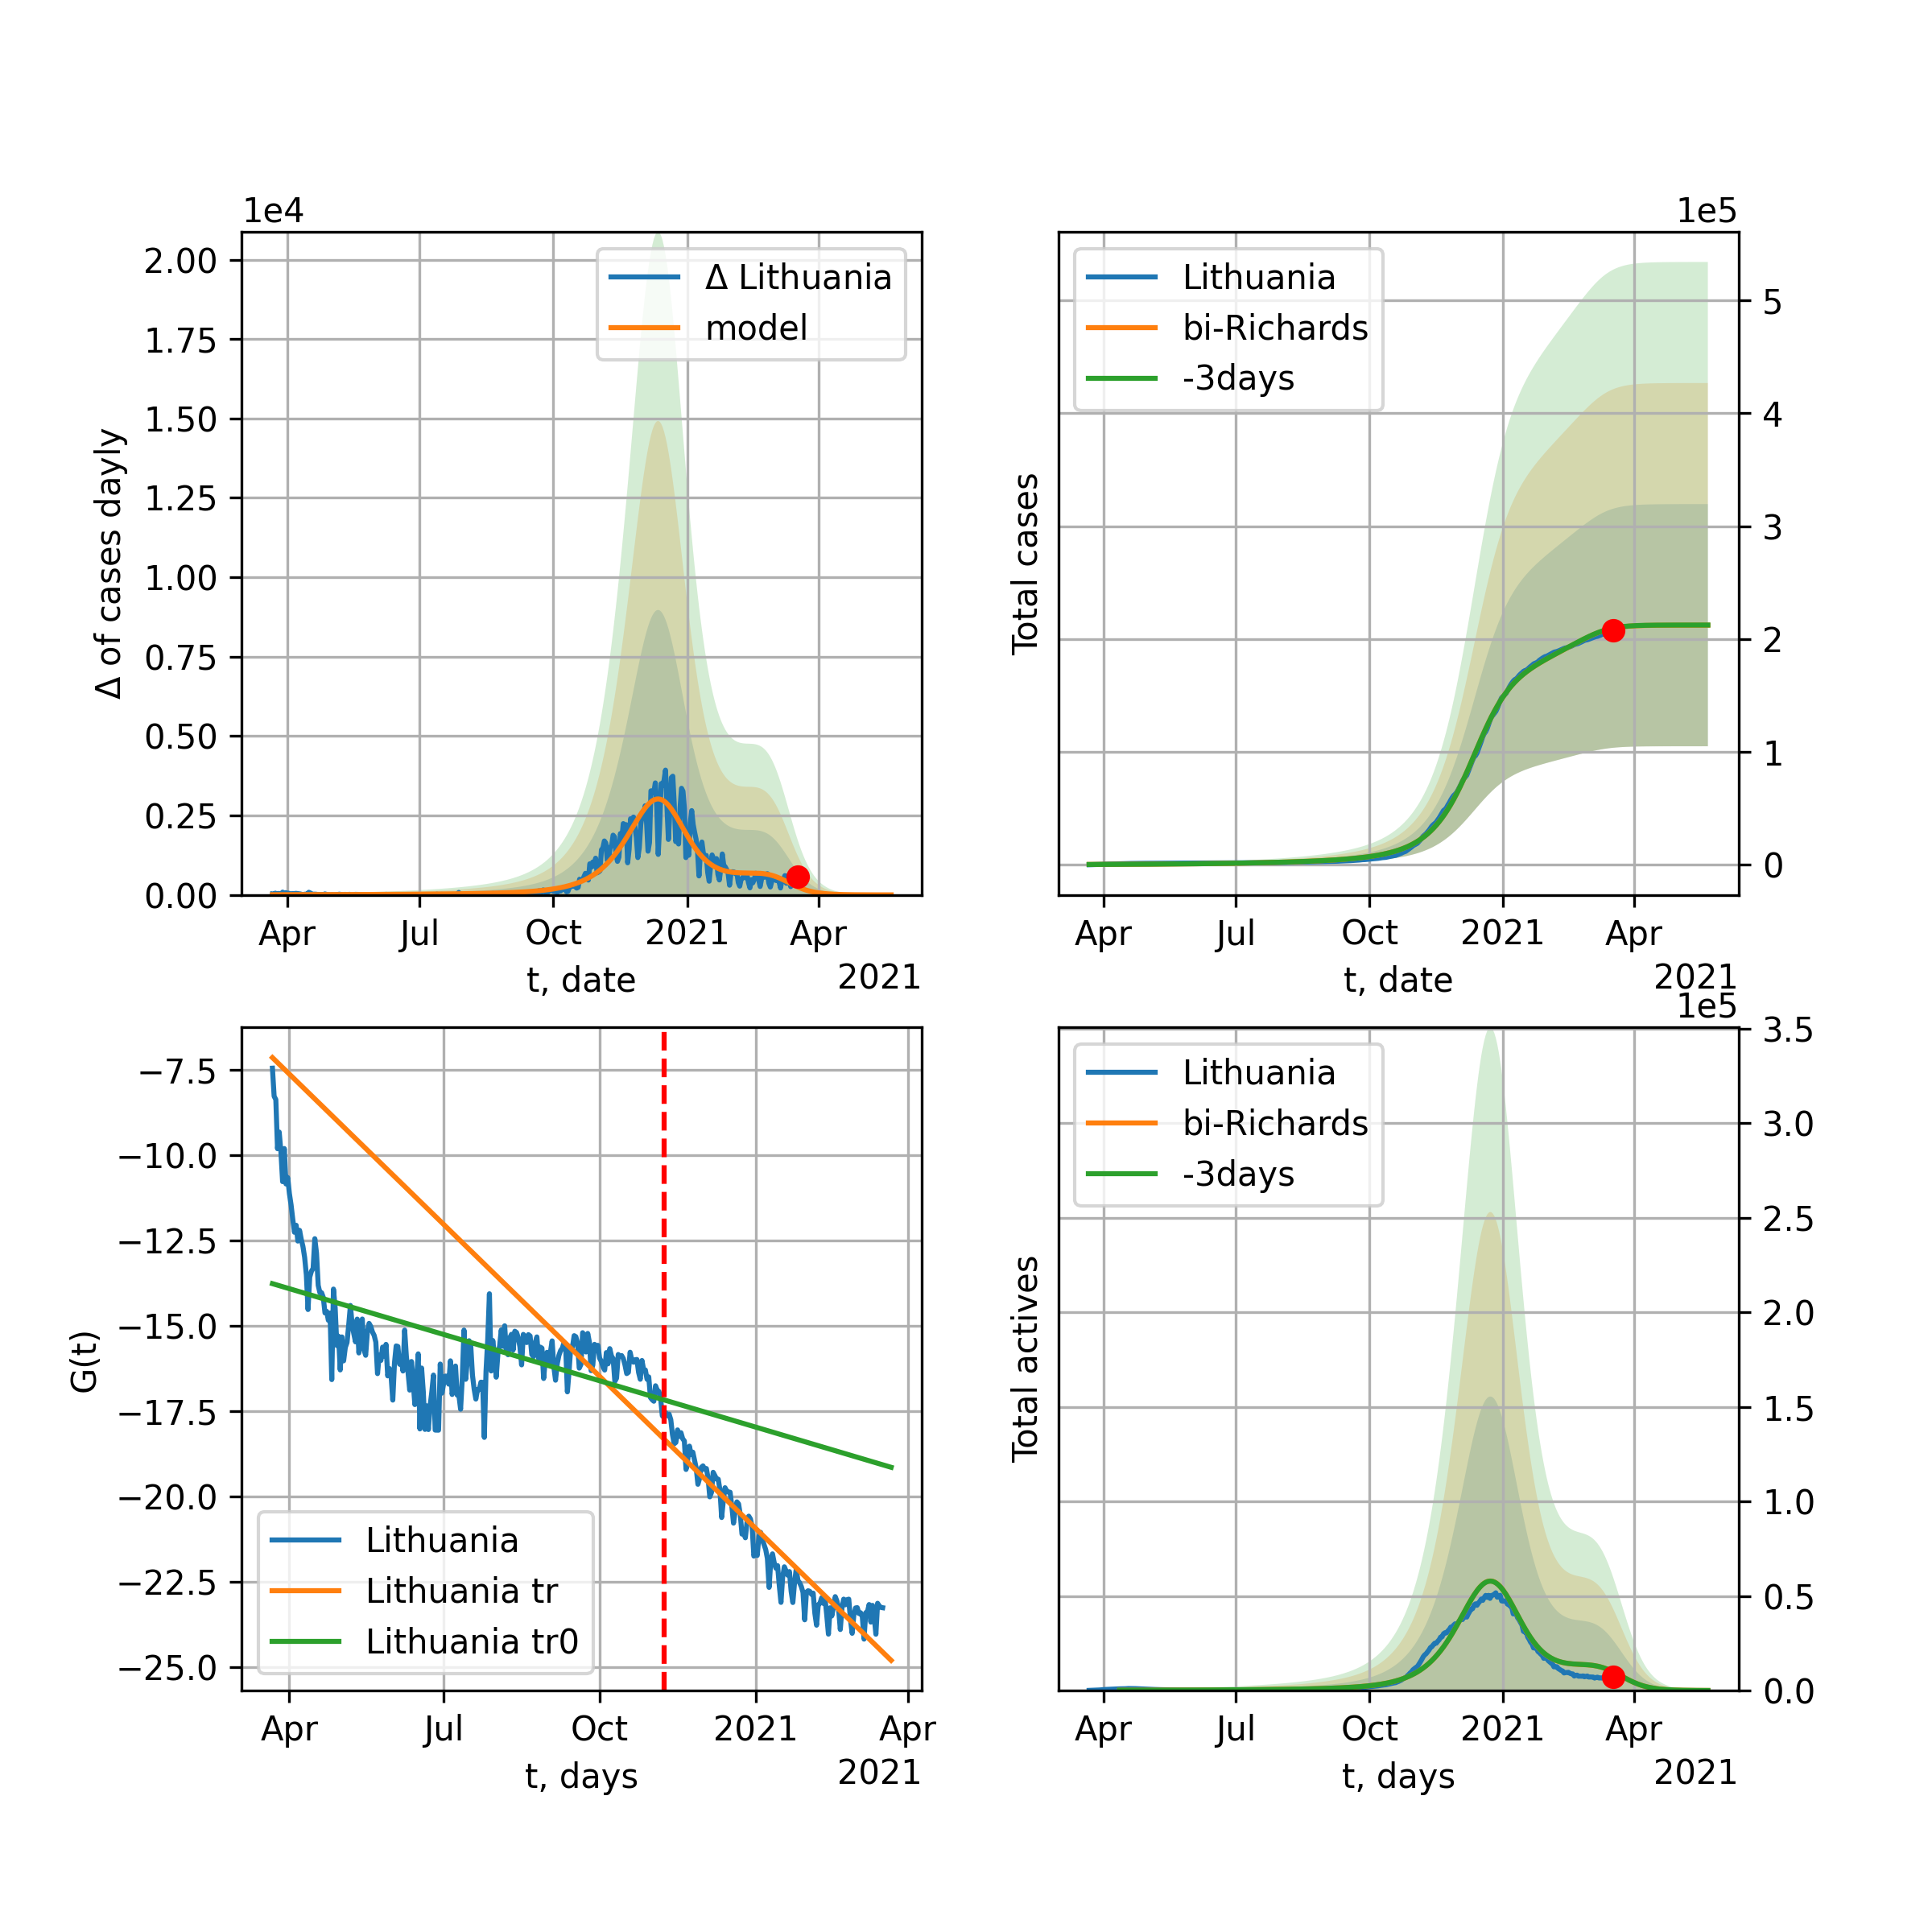 1e4
2.00
1.75
1.50
1.25
1.00
0.75
0.50
0.25
0.00
Δ of cases dayly
Δ Lithuania
model
Apr Jul Oct 2021 Apr
t, date
2021
1e5
Lithuania
bi-Richards
-3days
Total cases
5
4
3
2
1
0
Apr Jul Oct 2021 Apr
t, date
2021
−7.5
−10.0
−12.5
−15.0
−17.5
−20.0
−22.5
−25.0
G(t)
Lithuania
Lithuania tr
Lithuania tr0
Apr Jul Oct 2021 Apr
t, days
2021
1e5
Lithuania
bi-Richards
-3days
Total actives
3.5
3.0
2.5
2.0
1.5
1.0
0.5
0.0
Apr Jul Oct 2021 Apr
t, days
2021